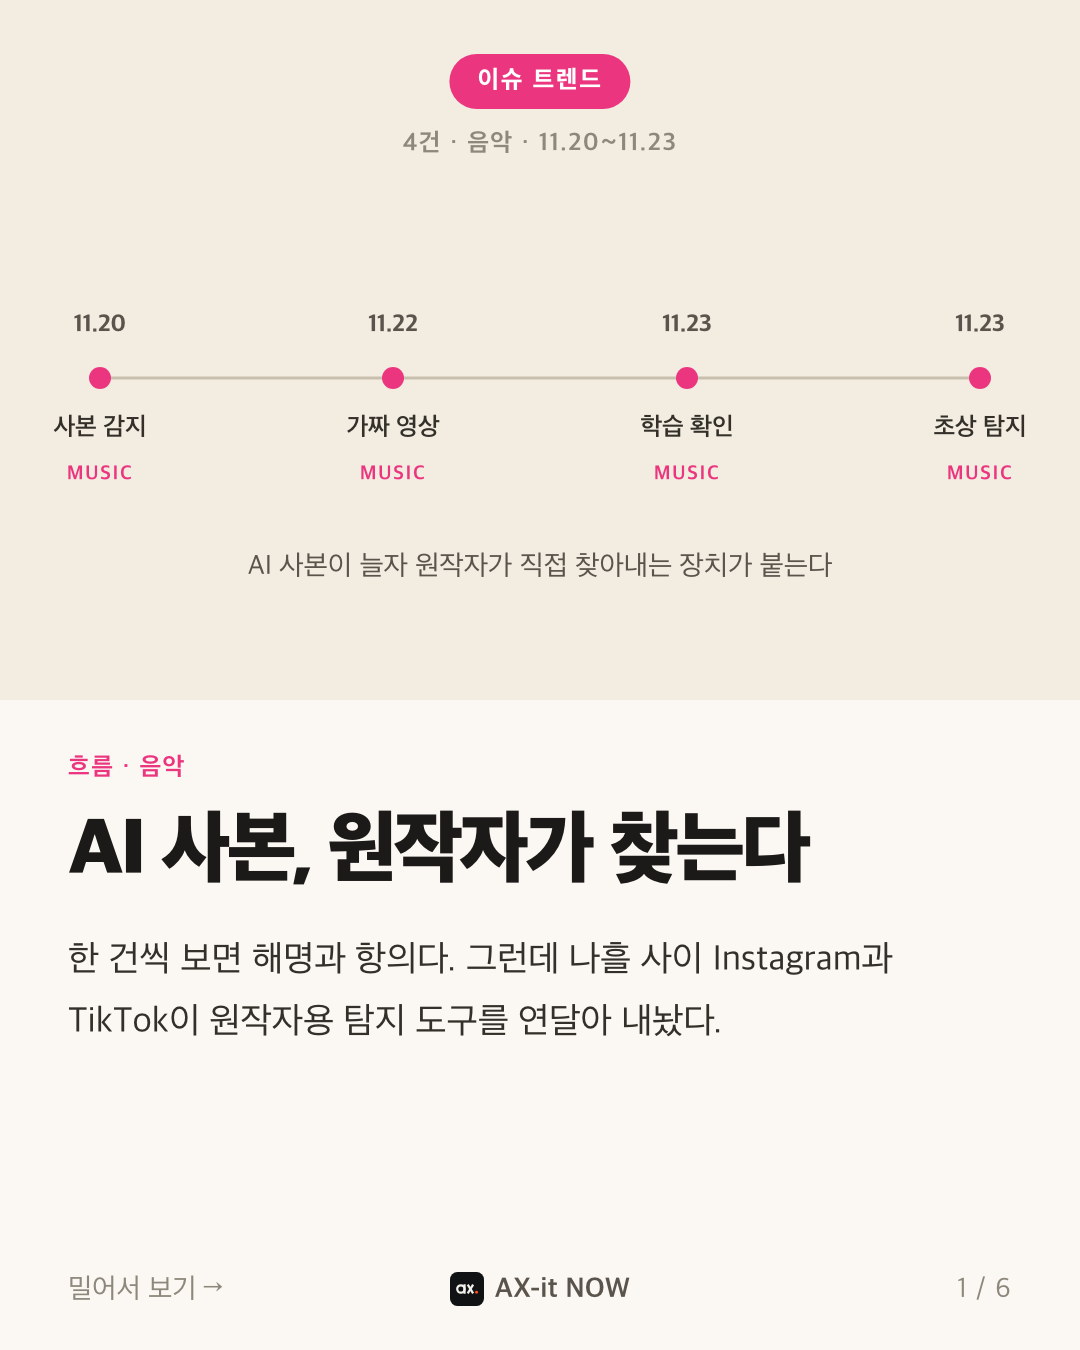 이슈 트렌드
4건 · 음악 · 11.20~11.23
11.20 11.22 11.23 11.23
사본 감지 가짜 영상 학습 확인 초상 탐지
MUSIC MUSIC MUSIC MUSIC
AI 사본이 늘자 원작자가 직접 찾아내는 장치가 붙는다
흐름 · 음악
AI 사본, 원작자가 찾는다
한 건씩 보면 해명과 항의다. 그런데 나흘 사이 Instagram과
TikTok이 원작자용 탐지 도구를 연달아 내놨다.
밀어서 보기 → ax. AX-it NOW 1 / 6